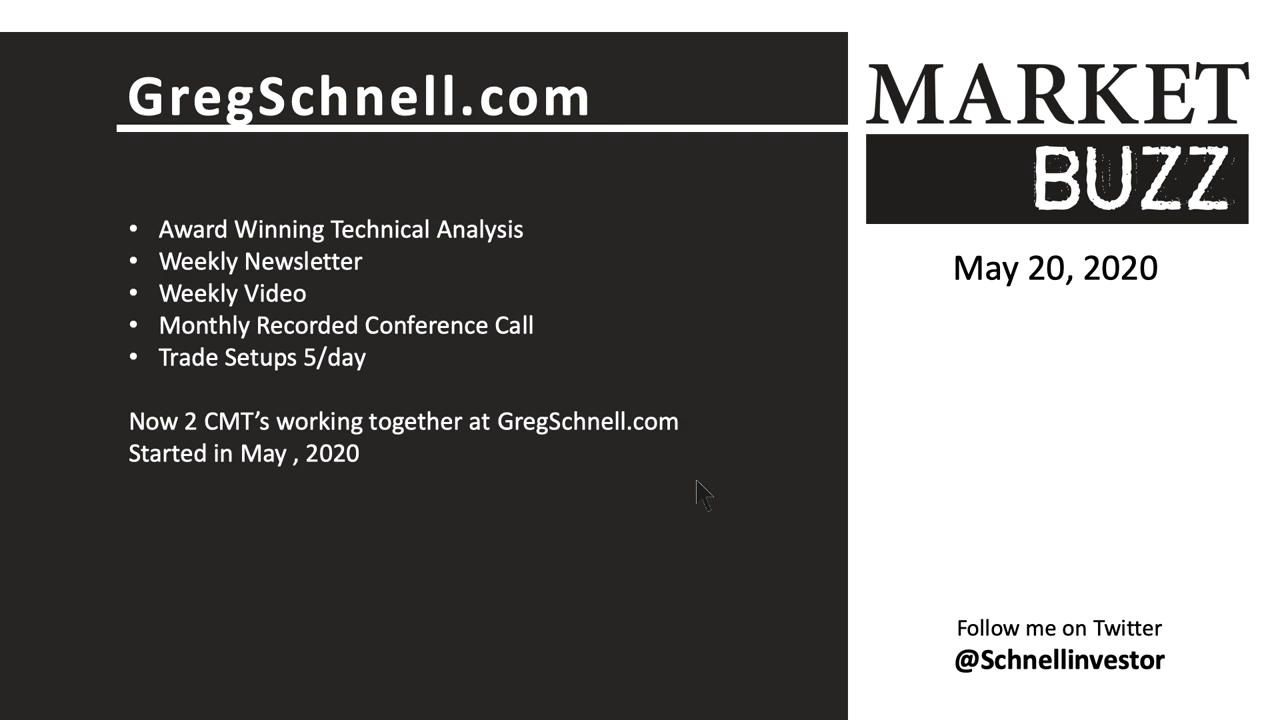 GregSchnell.com
• Award Winning Technical Analysis
• Weekly Newsletter
• Weekly Video
• Monthly Recorded Conference Call
• Trade Setups 5/day
Now 2 CMT’s working together at GregSchnell.com
Started in May , 2020
MARKET
BUZZ
May 20, 2020
Follow me on Twitter
@Schnellinvestor